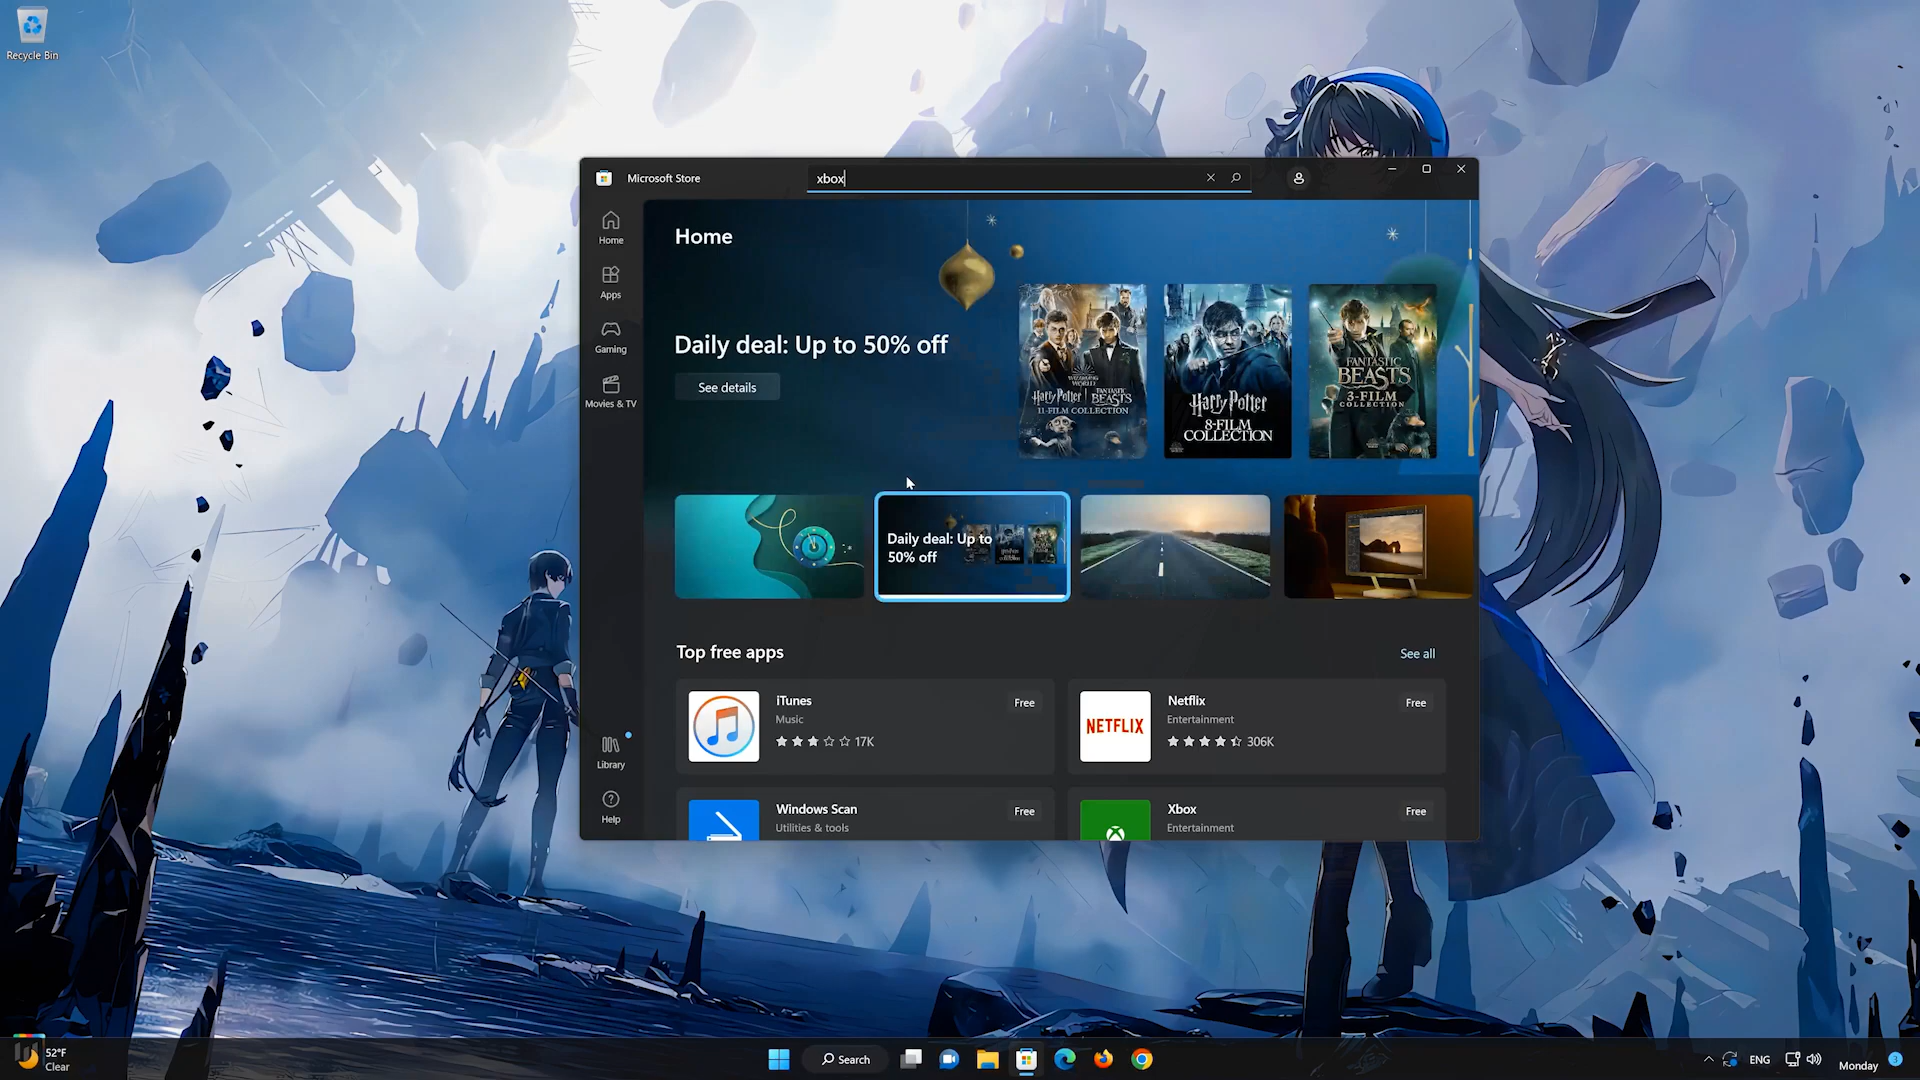 Recycle Bin
Microsoft Store
xbox
Home
Apps
Gaming
Movies & TV
Library
Help
Home
Daily deal: Up to 50% off
See details
WIZARDING
WORLD
Harry Potter | FANTASTIC BEASTS
11-FILM COLLECTION
Harry Potter
8-FILM
COLLECTION
FANTASTIC
BEASTS
3-FILM
COLLECTION
Daily deal: Up to
50% off
Top free apps
See all
iTunes
Free
Music
17K
NETFLIX
Netflix
Free
Entertainment
306K
Windows Scan
Free
Utilities & tools
Xbox
Free
Entertainment
52°F
Clear
Search
ENG
Monday
3